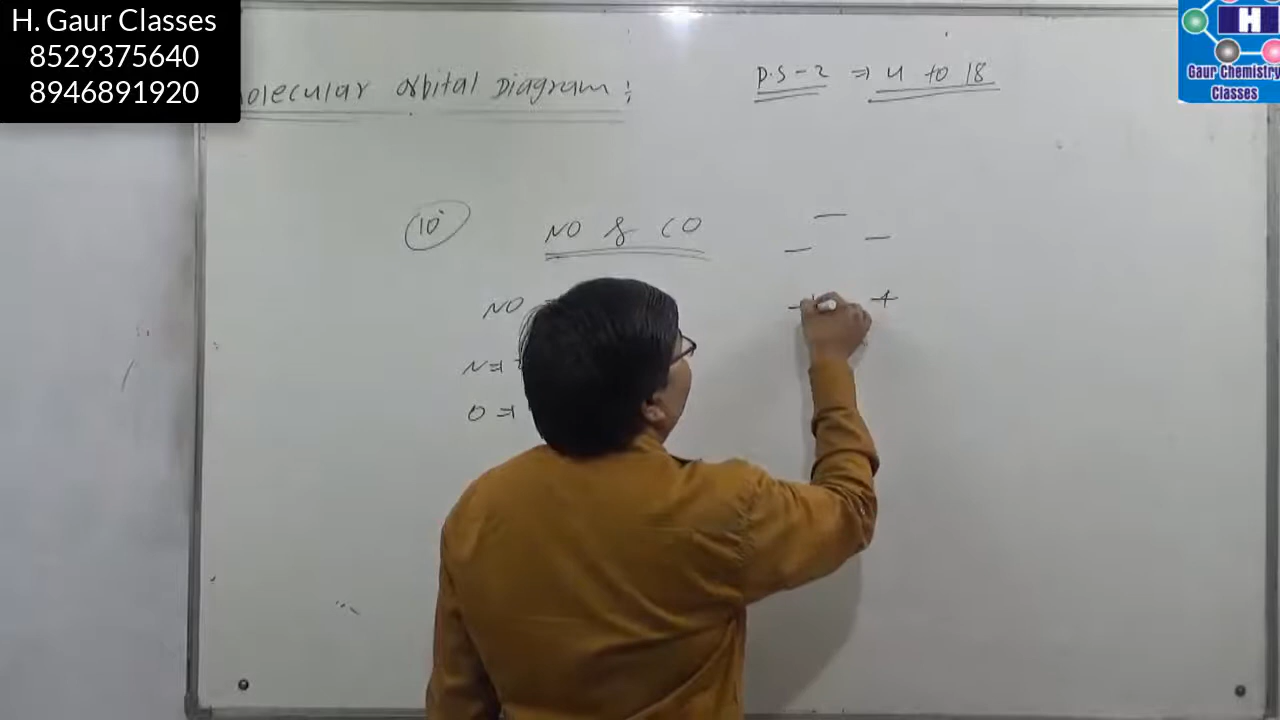 H. Gaur Classes
8529375640
8946891920
H
Gaur Chemistry
Classes
olecular orbital Diagram :
P.S-2 ⇒ 4 to 18
10
NO & CO
NO
N ⇒
O ⇒